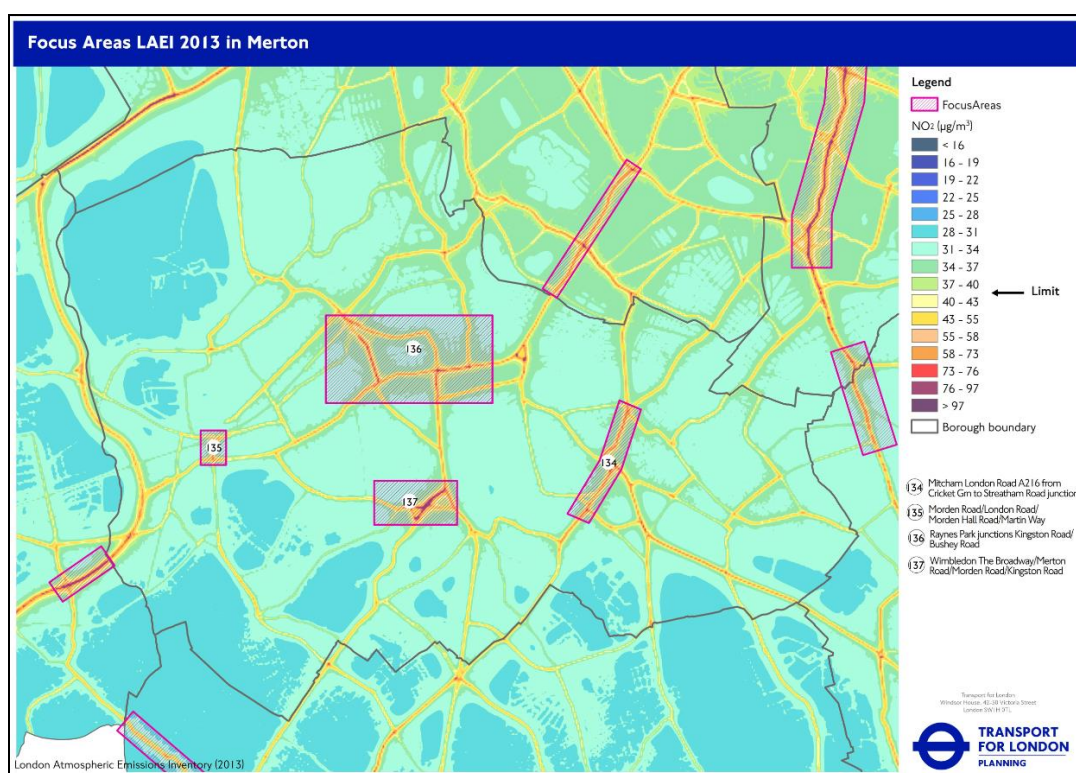 Focus Areas LAEI 2013 in Merton
136
135
134
137
London Atmospheric Emissions Inventory (2013)
Legend
FocusAreas
NO2 (µg/m³)
< 16
16 - 19
19 - 22
22 - 25
25 - 28
28 - 31
31 - 34
34 - 37
37 - 40
40 - 43
43 - 55
55 - 58
58 - 73
73 - 76
76 - 97
> 97
Limit
Borough boundary
134 Mitcham London Road A216 from
Cricket Grn to Streatham Road junction
135 Morden Road/London Road/
Morden Hall Road/Martin Way
136 Raynes Park junctions Kingston Road/
Bushey Road
137 Wimbledon The Broadway/Merton
Road/Morden Road/Kingston Road
Transport for London
Windsor House, 42-50 Victoria Street
London SW1H 0TL
TRANSPORT
FOR LONDON
PLANNING